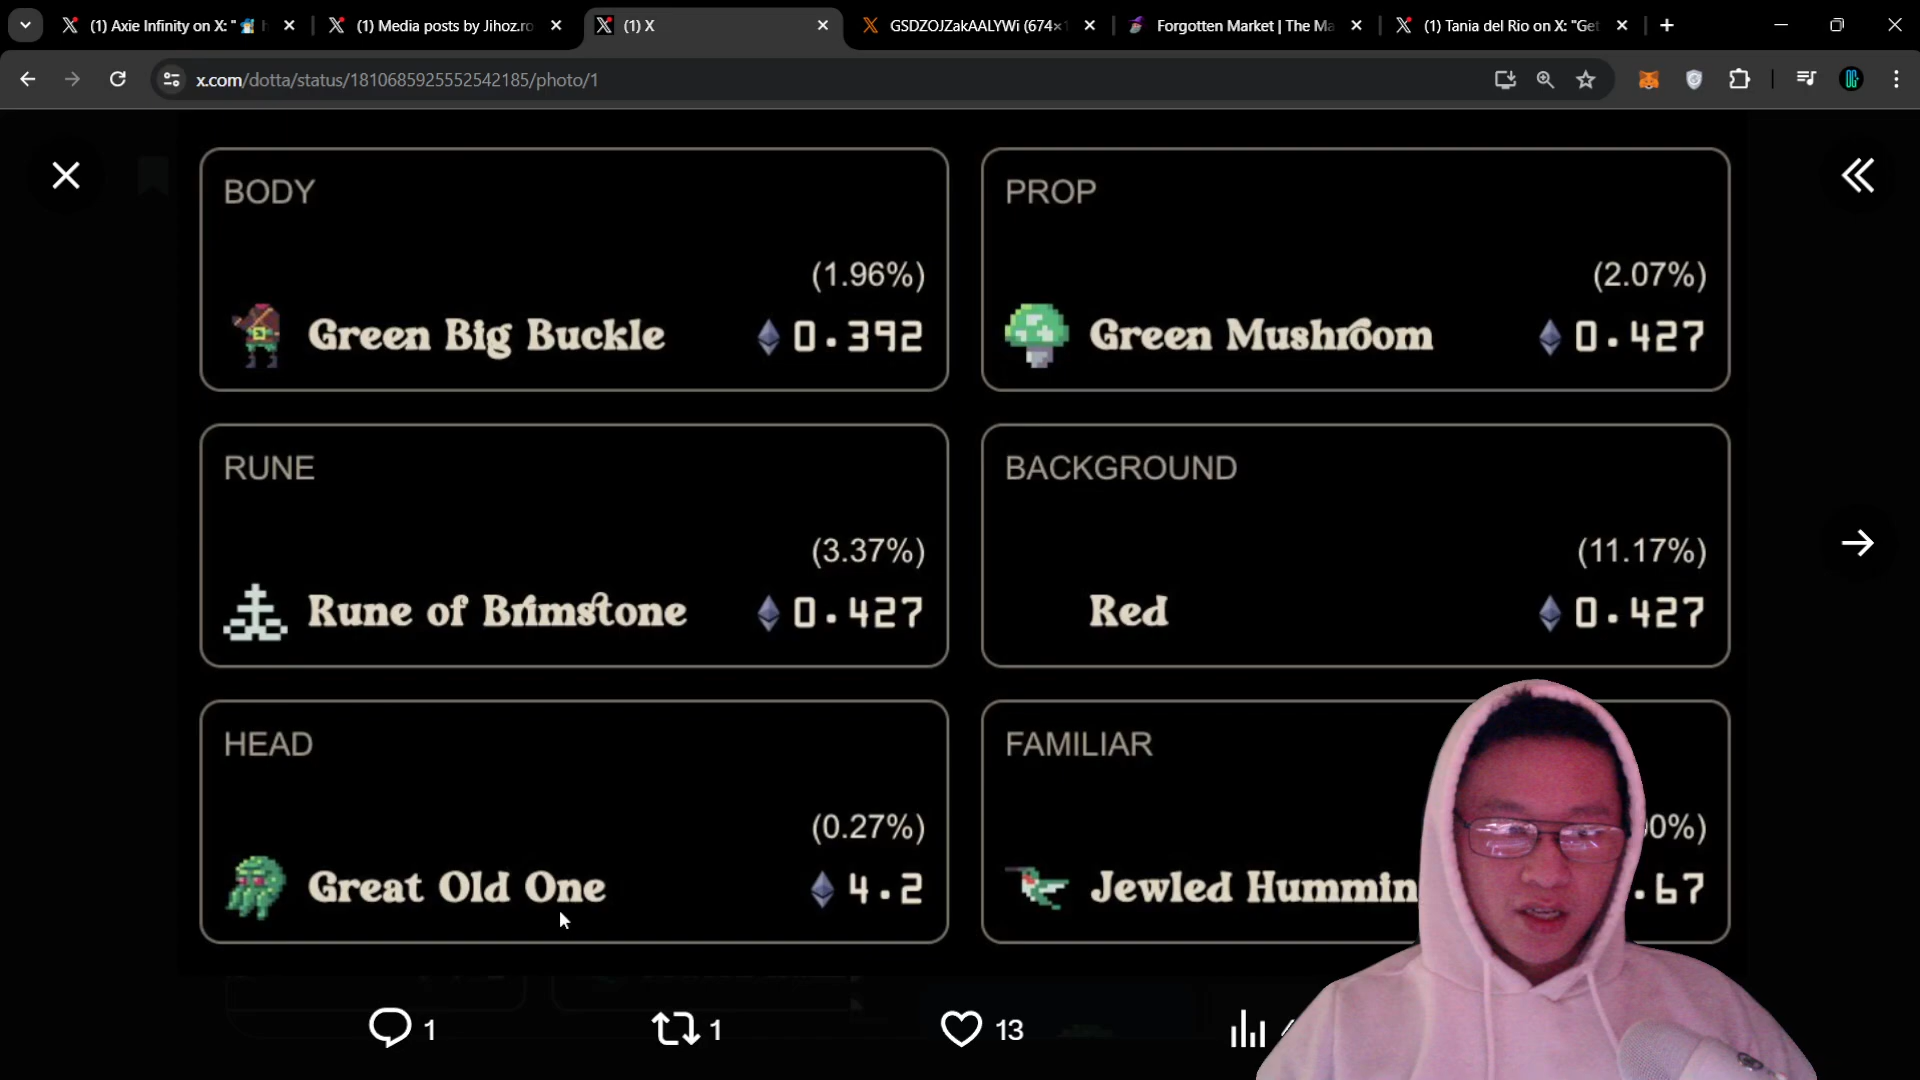 (1) Axie Infinity on X: "
(1) Media posts by Jihoz.ro
(1) X
GSDZOJZakAALYWi (674×1
Forgotten Market | The Ma
(1) Tania del Rio on X: "Get
x.com/dotta/status/1810685925552542185/photo/1
BODY
(1.96%)
Green Big Buckle 0.392
PROP
(2.07%)
Green Mushroom 0.427
RUNE
(3.37%)
Rune of Brimstone 0.427
BACKGROUND
(11.17%)
Red 0.427
HEAD
(0.27%)
Great Old One 4.2
FAMILIAR
0%)
Jewled Hummin .67
1
1
13